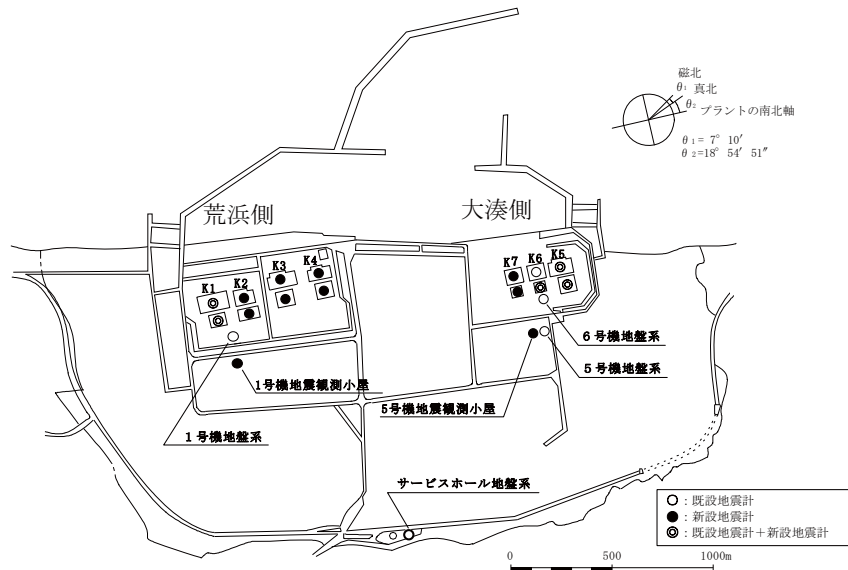 磁北
θ₁ 真北
θ₂ プラントの南北軸
θ₁= 7° 10′
θ₂=18° 54′ 51″
荒浜側
大湊側
K1
K2
K3
K4
K7
K6
K5
6号機地盤系
5号機地盤系
1号機地震観測小屋
5号機地震観測小屋
1号機地盤系
サービスホール地盤系
○ : 既設地震計
● : 新設地震計
◎ : 既設地震計+新設地震計
0 500 1000m